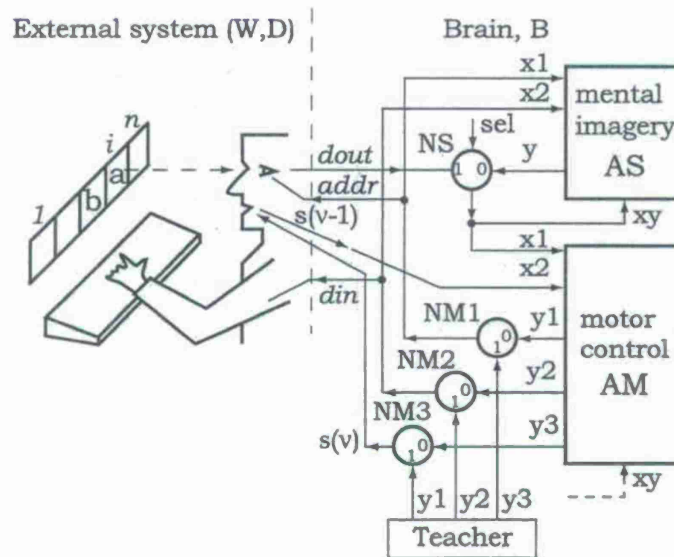 External system (W,D)
Brain, B
x1
x2
mental
imagery
AS
n
i
a
b
1
sel
NS
1 0
y
dout
addr
s(ν-1)
xy
x1
x2
din
NM1
1 0
y1
motor
control
AM
NM2
1 0
y2
NM3
1 0
y3
s(ν)
xy
y1 y2 y3
Teacher